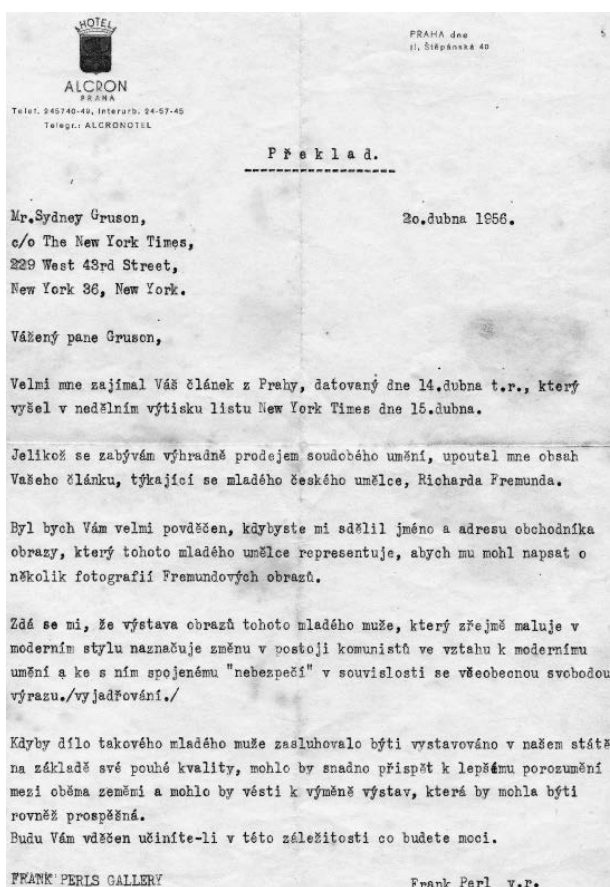 HOTEL
ALCRON
PRAHA
Telef. 245740-49, Interurb. 24-57-45
Telegr.: ALCRONOTEL
PRAHA dne
II, Štěpánská 40
5
Překlad.
Mr.Sydney Gruson,
2o.dubna 1956.
c/o The New York Times,
229 West 43rd Street,
New York 36, New York.
Vážený pane Gruson,
Velmi mne zajímal Váš článek z Prahy, datovaný dne 14.dubna t.r., který
vyšel v nedělním výtisku listu New York Times dne 15.dubna.
Jelikož se zabývám výhradně prodejem soudobého umění, upoutal mne obsah
Vašeho článku, týkající se mladého českého umělce, Richarda Fremunda.
Byl bych Vám velmi povděčen, kdybyste mi sdělil jméno a adresu obchodníka
obrazy, který tohoto mladého umělce representuje, abych mu mohl napsat o
několik fotografií Fremundových obrazů.
Zdá se mi, že výstava obrazů tohoto mladého muže, který zřejmě maluje v
moderním stylu naznačuje změnu v postoji komunistů ve vztahu k modernímu
umění a ke s ním spojenému "nebezpečí" v souvislosti se všeobecnou svobodou
výrazu./vyjadřování./
Kdyby dílo takového mladého muže zasluhovalo býti vystavováno v našem státě
na základě své pouhé kvality, mohlo by snadno přispět k lepšímu porozumění
mezi oběma zeměmi a mohlo by vésti k výměně výstav, která by mohla býti
rovněž prospěšná.
Budu Vám vděčen učiníte-li v této záležitosti co budete moci.
FRANK PERLS GALLERY
Frank Perl v.r.